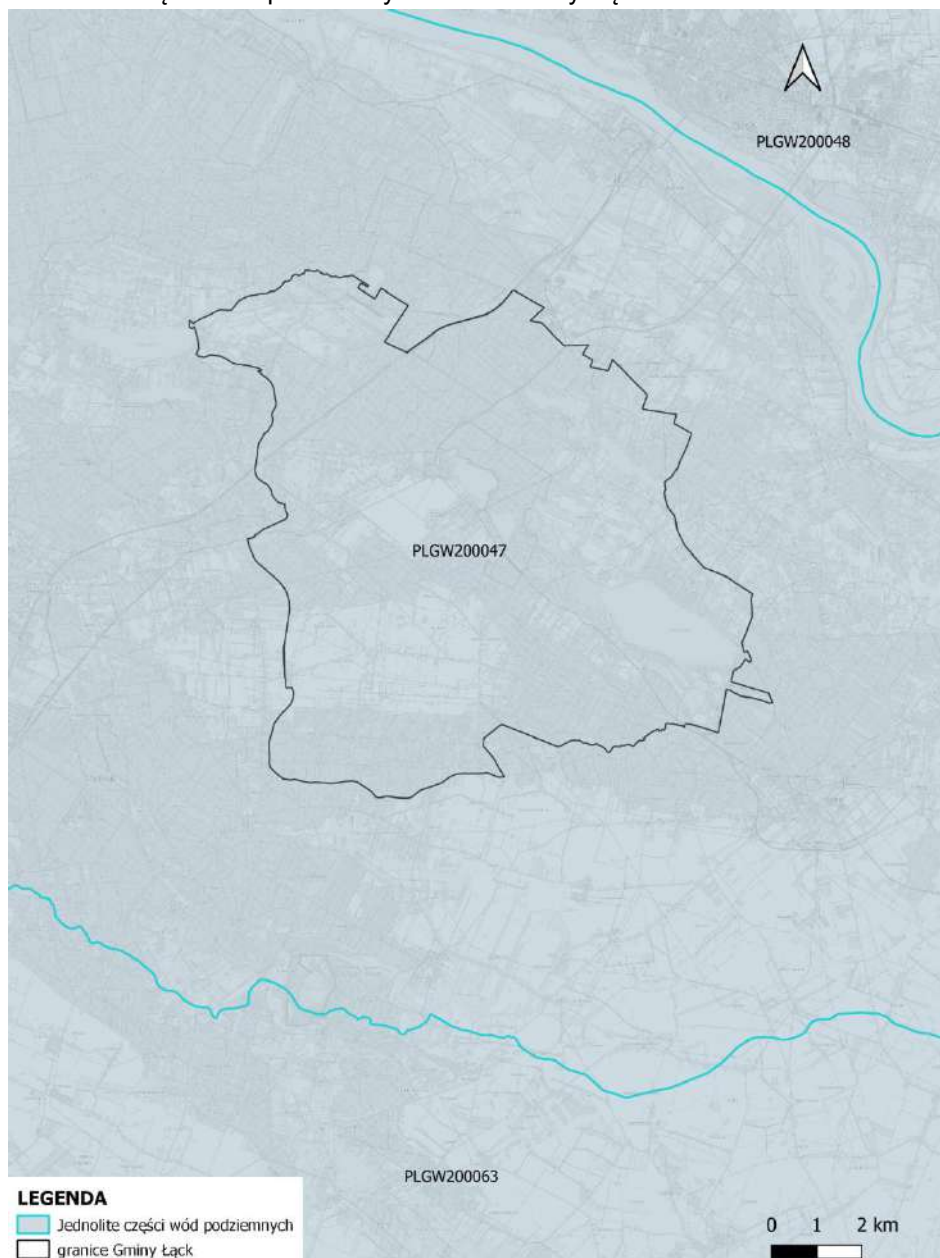 PLGW200048
PLGW200047
PLGW200063
LEGENDA
Jednolite części wód podziemnych
granice Gminy Łąck
0 1 2 km